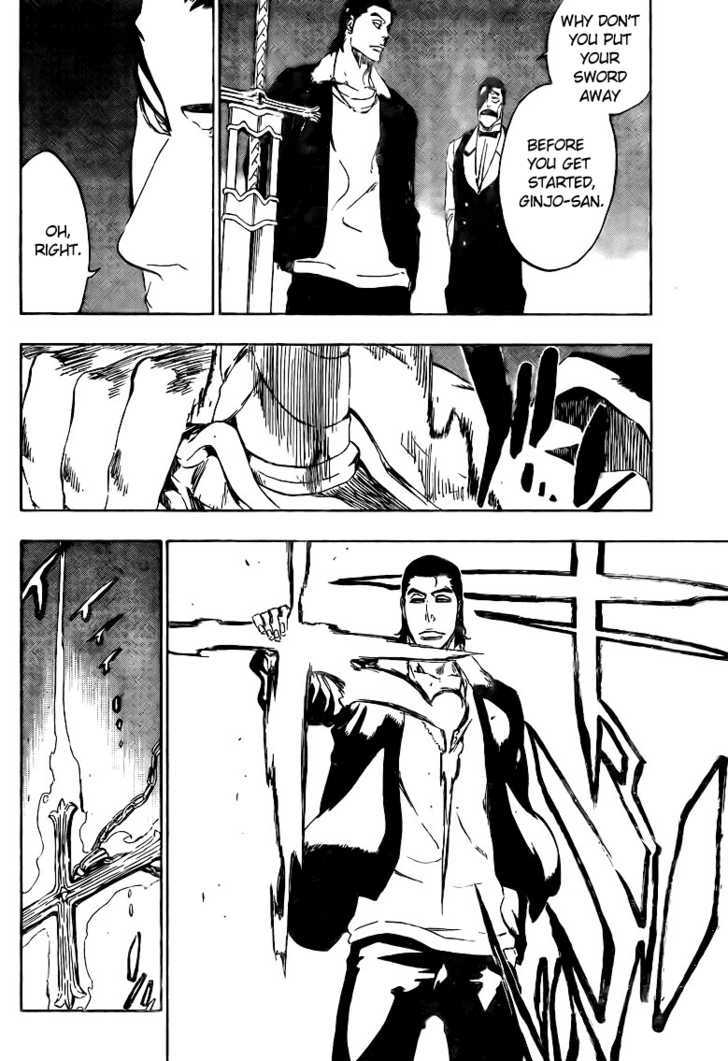 WHY DON'T
YOU PUT
YOUR
SWORD
AWAY
BEFORE
YOU GET
STARTED,
GINJO-SAN.
OH,
RIGHT.